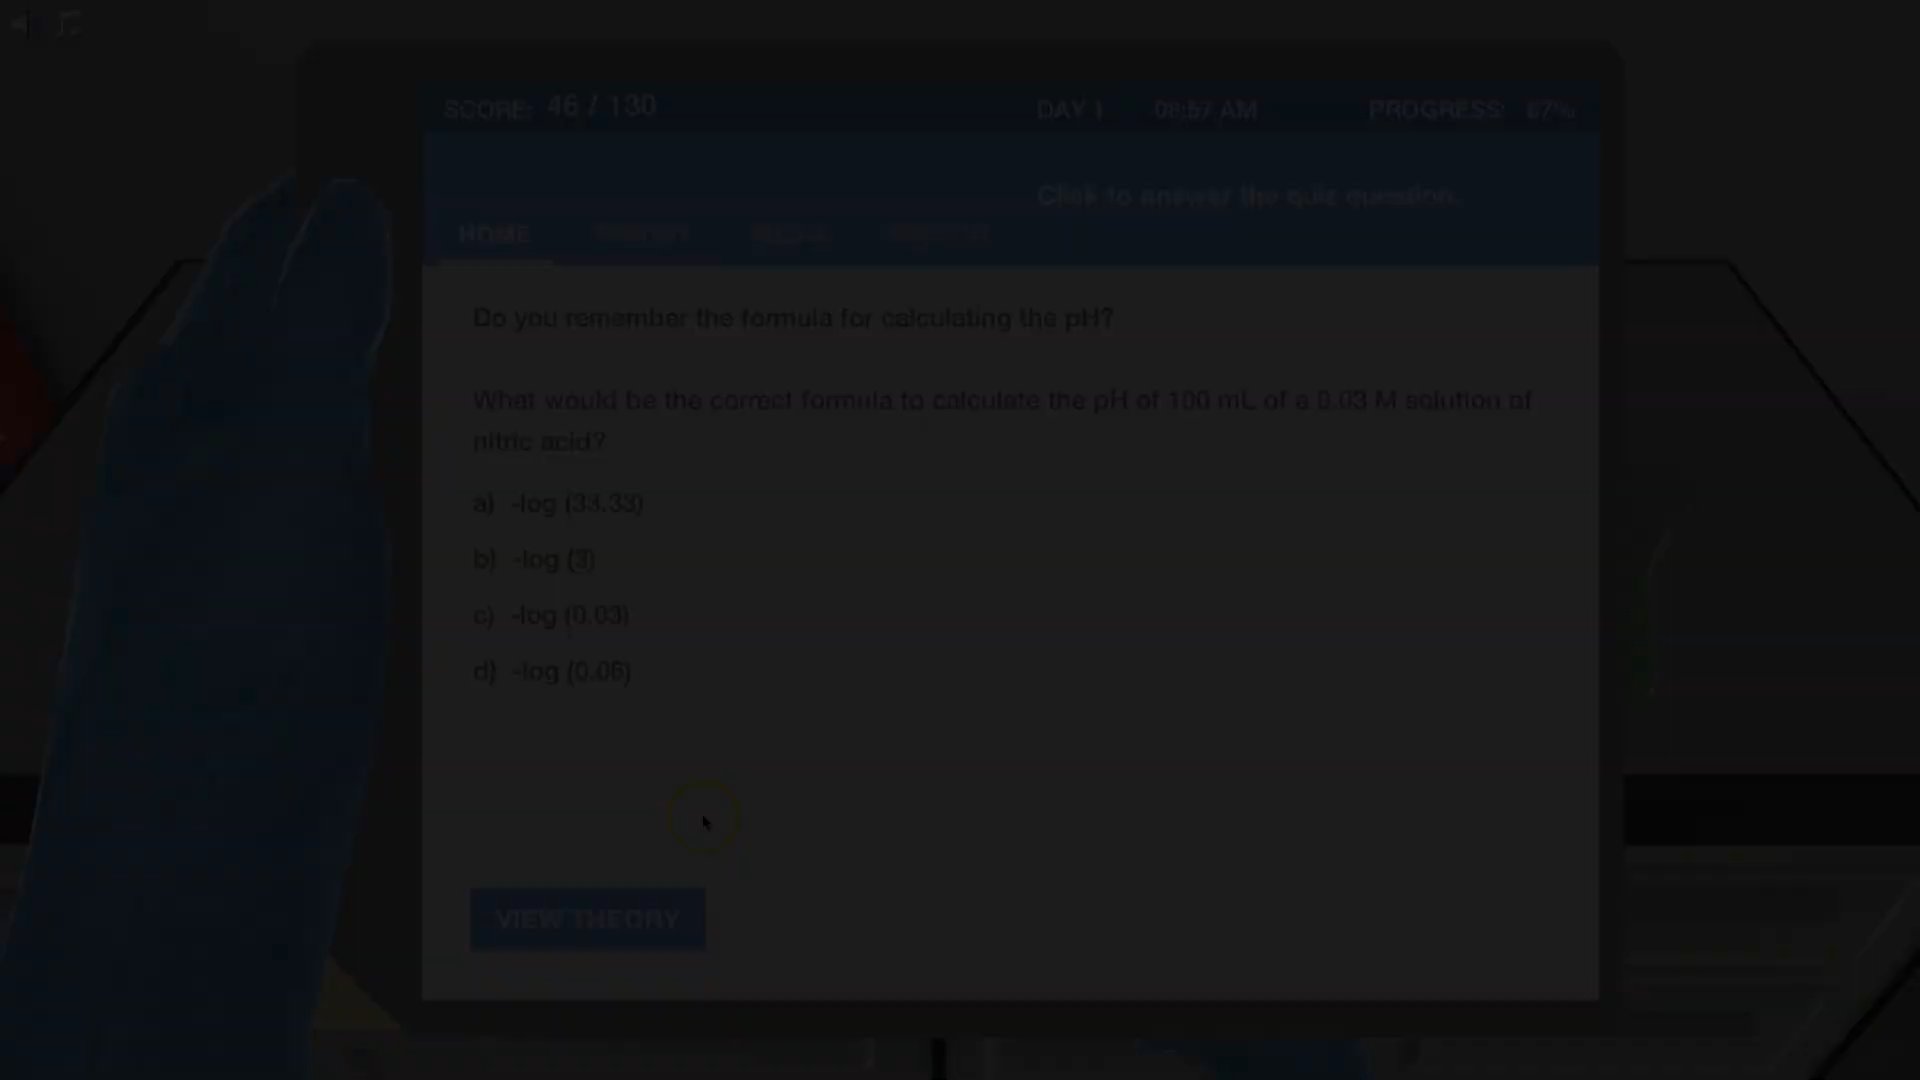 SCORE: 46 / 130
DAY 1
08:57 AM
PROGRESS: 67%
Click to answer the quiz question.
HOME
Do you remember the formula for calculating the pH?
What would be the correct formula to calculate the pH of 100 mL of a 0.03 M solution of
nitric acid?
a) -log (33.33)
b) -log (3)
c) -log (0.03)
d) -log (0.06)
VIEW THEORY